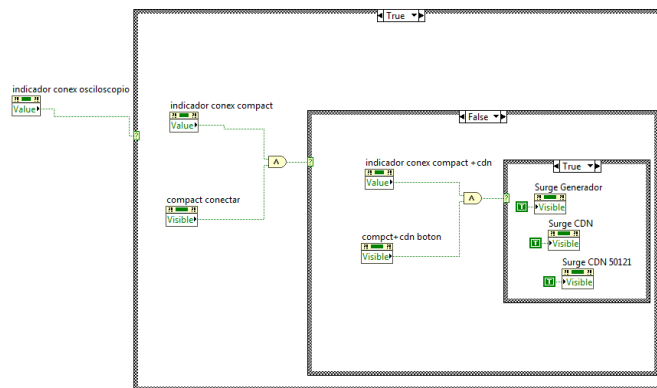 True
indicador conex osciloscopio
Value
?
indicador conex compact
Value
compact conectar
Visible
?
False
indicador conex compact +cdn
Value
compct+cdn boton
Visible
?
True
Surge Generador
T Visible
Surge CDN
T Visible
Surge CDN 50121
T Visible